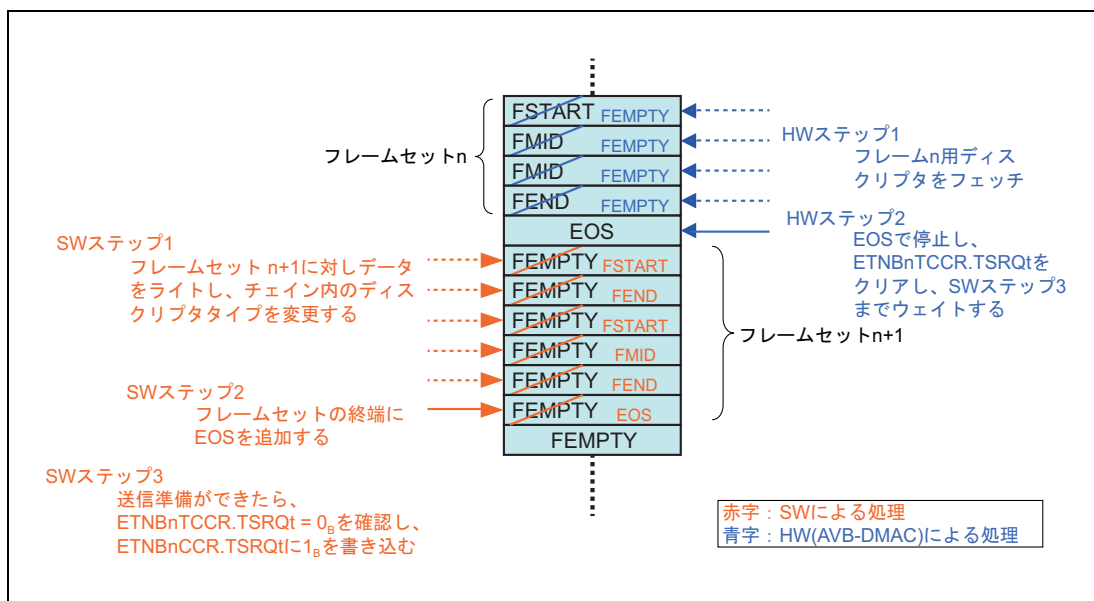 フレームセットn
FSTART FEMPTY
FMID FEMPTY
FMID FEMPTY
FEND FEMPTY
EOS
FEMPTY FSTART
FEMPTY FEND
FEMPTY FSTART
FEMPTY FMID
FEMPTY FEND
FEMPTY EOS
FEMPTY
HWステップ1
フレームn用ディス
クリプタをフェッチ
HWステップ2
EOSで停止し、
ETNBnTCCR.TSRQtを
クリアし、SWステップ3
までウェイトする
フレームセットn+1
SWステップ1
フレームセット n+1に対しデータ
をライトし、チェイン内のディス
クリプタタイプを変更する
SWステップ2
フレームセットの終端に
EOSを追加する
SWステップ3
送信準備ができたら、
ETNBnTCCR.TSRQt = 0Bを確認し、
ETNBnCCR.TSRQtに1Bを書き込む
赤字：SWによる処理
青字：HW(AVB-DMAC)による処理